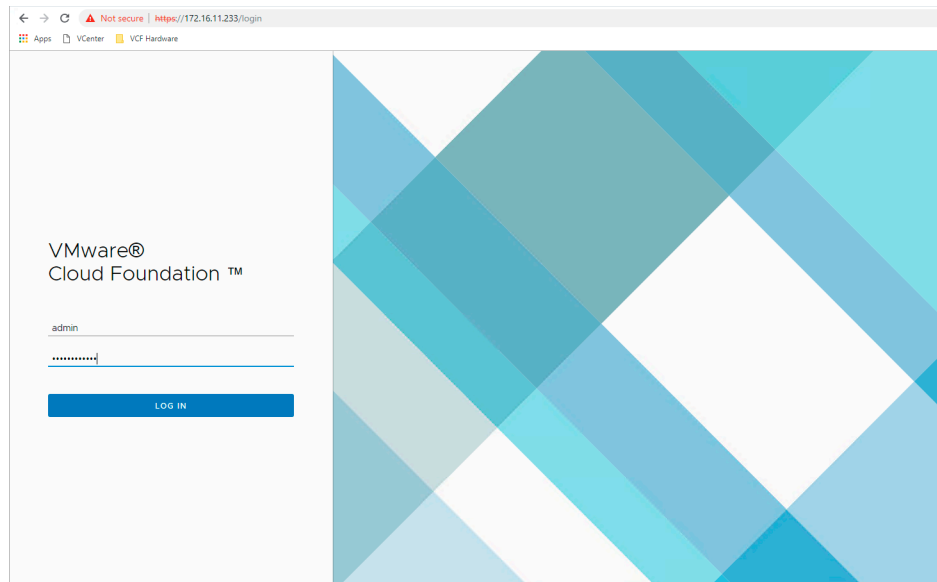 Not secure | https://172.16.11.233/login
Apps VCenter VCF Hardware
VMware®
Cloud Foundation ™
admin
••••••••••••
LOG IN